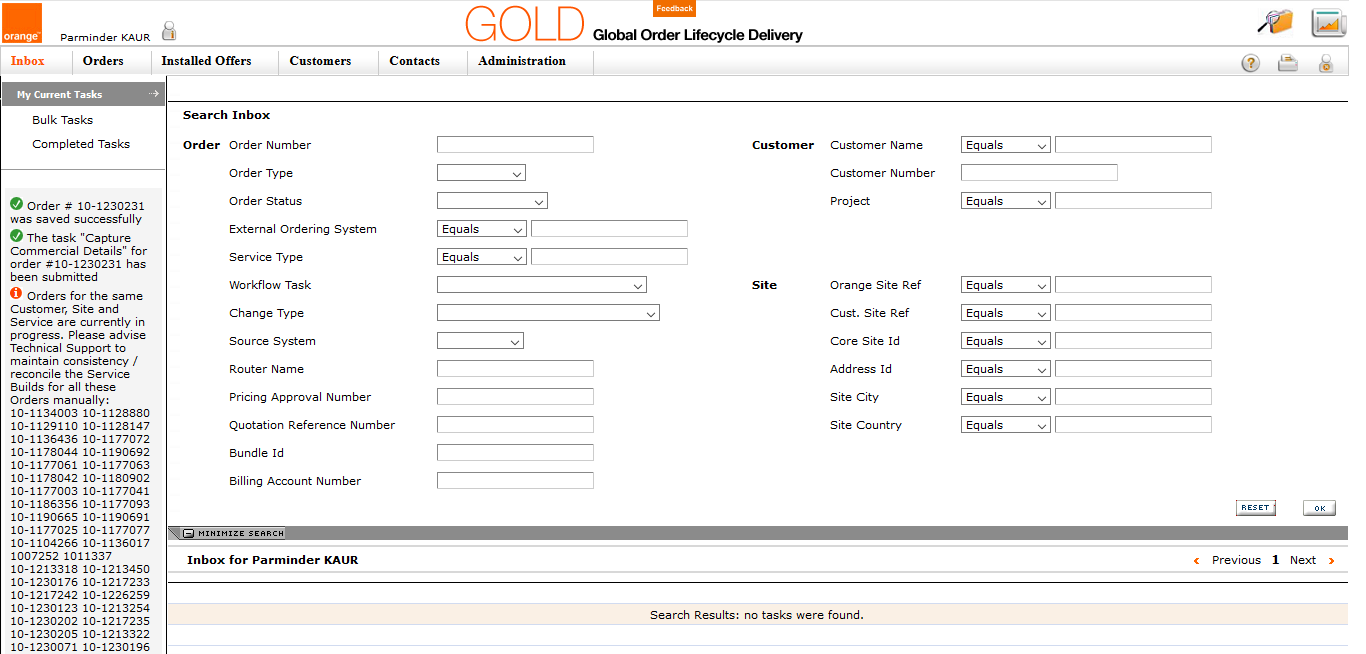 orange™
Parminder KAUR
GOLD Global Order Lifecycle Delivery
Feedback
Inbox Orders Installed Offers Customers Contacts Administration
My Current Tasks
Bulk Tasks
Completed Tasks
Order # 10-1230231
was saved successfully
The task "Capture
Commercial Details" for
order #10-1230231 has
been submitted
Orders for the same
Customer, Site and
Service are currently in
progress. Please advise
Technical Support to
maintain consistency /
reconcile the Service
Builds for all these
Orders manually:
10-1134003 10-1128880
10-1129110 10-1128147
10-1136436 10-1177072
10-1178044 10-1190692
10-1177061 10-1177063
10-1178042 10-1180902
10-1177003 10-1177041
10-1186356 10-1177093
10-1190665 10-1190691
10-1177025 10-1177077
10-1104266 10-1136017
1007252 1011337
10-1213318 10-1213450
10-1230176 10-1217233
10-1217242 10-1226259
10-1230123 10-1213254
10-1230202 10-1217235
10-1230205 10-1213322
10-1230071 10-1230196
Search Inbox
Order Order Number
Order Type
Order Status
External Ordering System Equals
Service Type Equals
Workflow Task
Change Type
Source System
Router Name
Pricing Approval Number
Quotation Reference Number
Bundle Id
Billing Account Number
Customer Customer Name Equals
Customer Number
Project Equals
Site Orange Site Ref Equals
Cust. Site Ref Equals
Core Site Id Equals
Address Id Equals
Site City Equals
Site Country Equals
RESET OK
MINIMIZE SEARCH
Inbox for Parminder KAUR
Previous 1 Next
Search Results: no tasks were found.